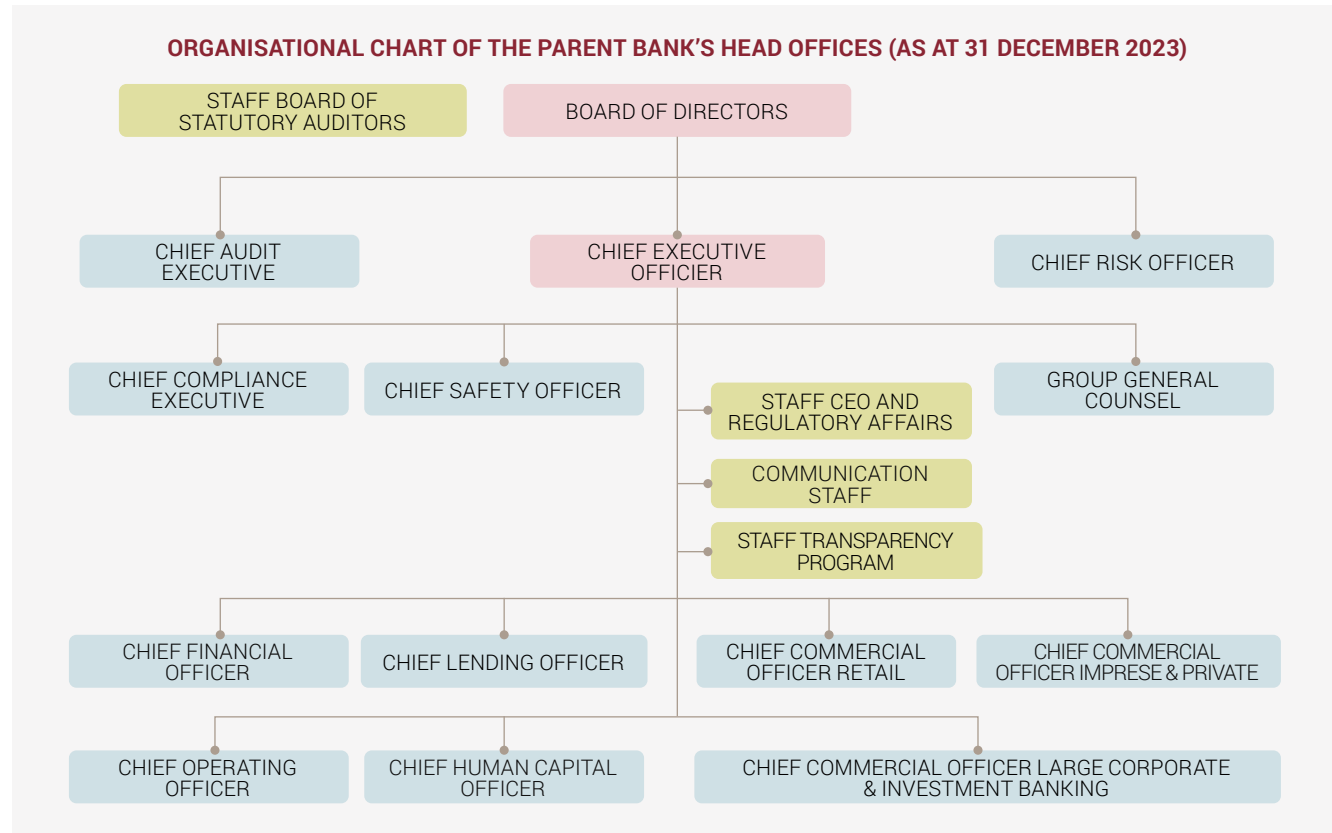 ORGANISATIONAL CHART OF THE PARENT BANK'S HEAD OFFICES (AS AT 31 DECEMBER 2023)
STAFF BOARD OF
STATUTORY AUDITORS
BOARD OF DIRECTORS
CHIEF AUDIT
EXECUTIVE
CHIEF EXECUTIVE
OFFICIER
CHIEF RISK OFFICER
CHIEF COMPLIANCE
EXECUTIVE
CHIEF SAFETY OFFICER
GROUP GENERAL
COUNSEL
STAFF CEO AND
REGULATORY AFFAIRS
COMMUNICATION
STAFF
STAFF TRANSPARENCY
PROGRAM
CHIEF FINANCIAL
OFFICER
CHIEF LENDING OFFICER
CHIEF COMMERCIAL
OFFICER RETAIL
CHIEF COMMERCIAL
OFFICER IMPRESE & PRIVATE
CHIEF OPERATING
OFFICER
CHIEF HUMAN CAPITAL
OFFICER
CHIEF COMMERCIAL OFFICER LARGE CORPORATE
& INVESTMENT BANKING